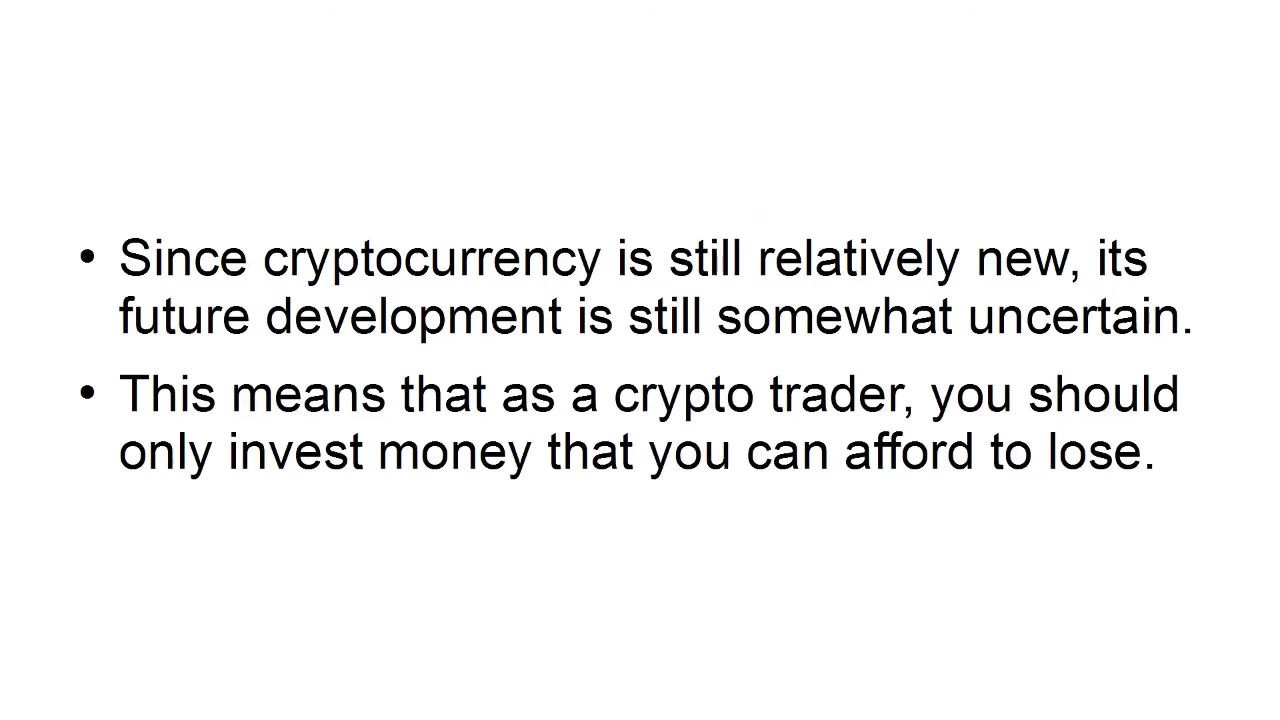 • Since cryptocurrency is still relatively new, its
future development is still somewhat uncertain.
• This means that as a crypto trader, you should
only invest money that you can afford to lose.